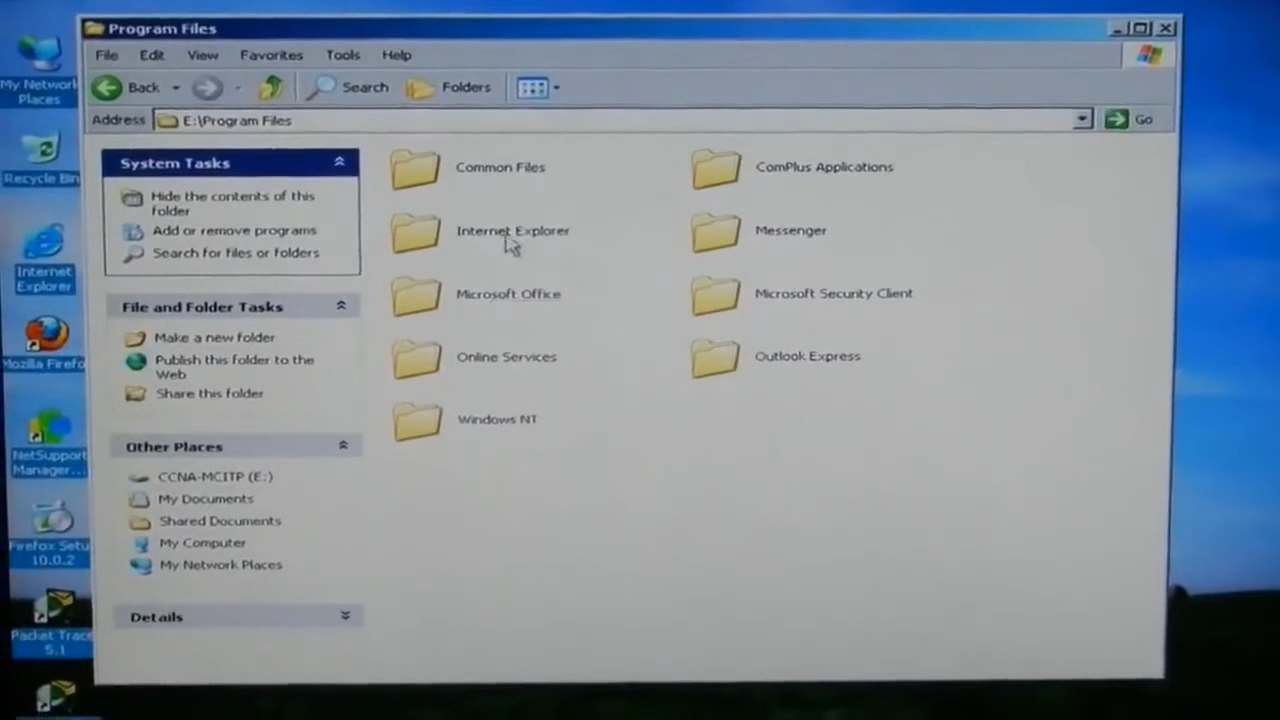 Program Files
File Edit View Favorites Tools Help
Back Search Folders
Address E:\Program Files Go
System Tasks
Hide the contents of this
folder
Add or remove programs
Search for files or folders
File and Folder Tasks
Make a new folder
Publish this folder to the
Web
Share this folder
Other Places
CCNA-MCITP (E:)
My Documents
Shared Documents
My Computer
My Network Places
Details
Common Files
ComPlus Applications
Internet Explorer
Messenger
Microsoft Office
Microsoft Security Client
Online Services
Outlook Express
Windows NT
My Network
Places
Recycle Bin
Internet
Explorer
Mozilla Firefo
NetSupport
Manager...
Firefox Setu
10.0.2
Packet Trac
5.1